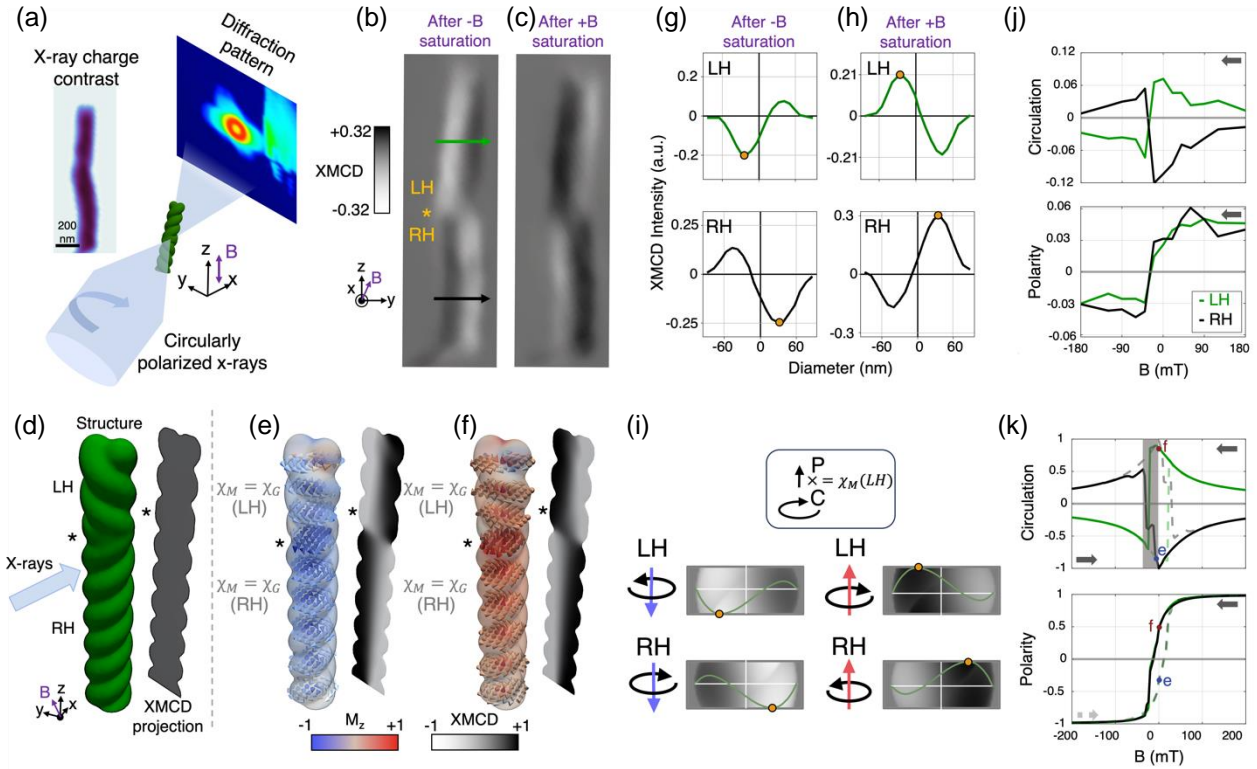 (a)
X-ray charge
contrast
Diffraction
pattern
200
nm
z
B
y
x
Circularly
polarized x-rays
(b)
After -B
saturation
+0.32
XMCD
-0.32
LH
*
RH
z
B
x
y
(c)
After +B
saturation
(g)
After -B
saturation
LH
0.2
0
-0.2
RH
0.25
0
-0.25
-60 0 60
XMCD Intensity (a.u.)
Diameter (nm)
(h)
After +B
saturation
LH
0.21
0
-0.21
RH
0.3
0
-0.3
-60 0 60
(j)
0.12
0.06
0
-0.06
-0.12
Circulation
0.06
0.03
0
-0.03
0.06
Polarity
LH
RH
-180 -90 0 90 180
B (mT)
(d)
Structure
LH
*
*
X-rays
RH
B
z
y
x
XMCD
projection
(e)
χM = χG
(LH)
*
*
χM = χG
(RH)
-1 +1
Mz
(f)
χM = χG
(LH)
*
*
χM = χG
(RH)
-1 XMCD +1
(i)
P
× = χM(LH)
C
LH
LH
RH
RH
(k)
1
0.5
0
-0.5
-1
Circulation
f
e
1
0.5
0
-0.5
-1
Polarity
f
e
-200 -100 0 100 200
B (mT)